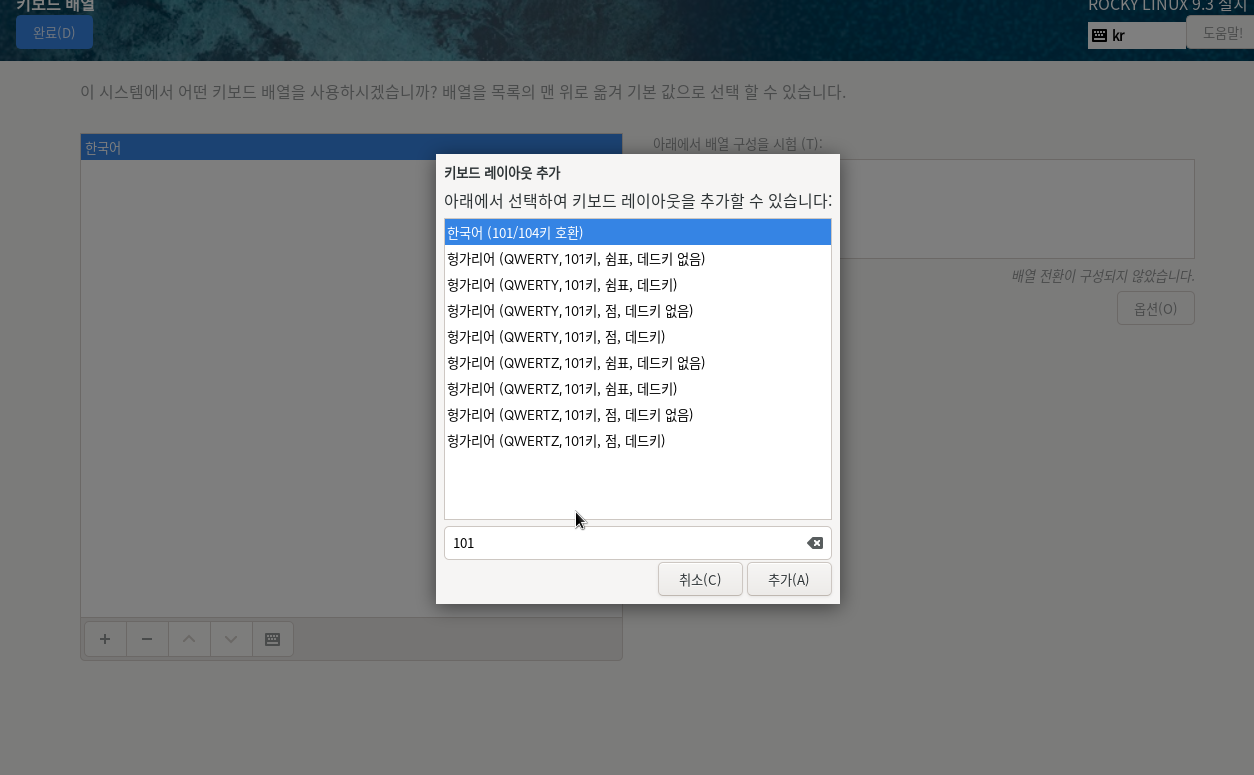 키보드 배열
ROCKY LINUX 9.3 설치
완료(D)
kr
도움말!
이 시스템에서 어떤 키보드 배열을 사용하시겠습니까? 배열을 목록의 맨 위로 옮겨 기본 값으로 선택 할 수 있습니다.
한국어
아래에서 배열 구성을 시험 (T):
키보드 레이아웃 추가
아래에서 선택하여 키보드 레이아웃을 추가할 수 있습니다:
한국어 (101/104키 호환)
헝가리어 (QWERTY, 101키, 쉼표, 데드키 없음)
헝가리어 (QWERTY, 101키, 쉼표, 데드키)
헝가리어 (QWERTY, 101키, 점, 데드키 없음)
헝가리어 (QWERTY, 101키, 점, 데드키)
헝가리어 (QWERTZ, 101키, 쉼표, 데드키 없음)
헝가리어 (QWERTZ, 101키, 쉼표, 데드키)
헝가리어 (QWERTZ, 101키, 점, 데드키 없음)
헝가리어 (QWERTZ, 101키, 점, 데드키)
101
취소(C)
추가(A)
배열 전환이 구성되지 않았습니다.
옵션(O)